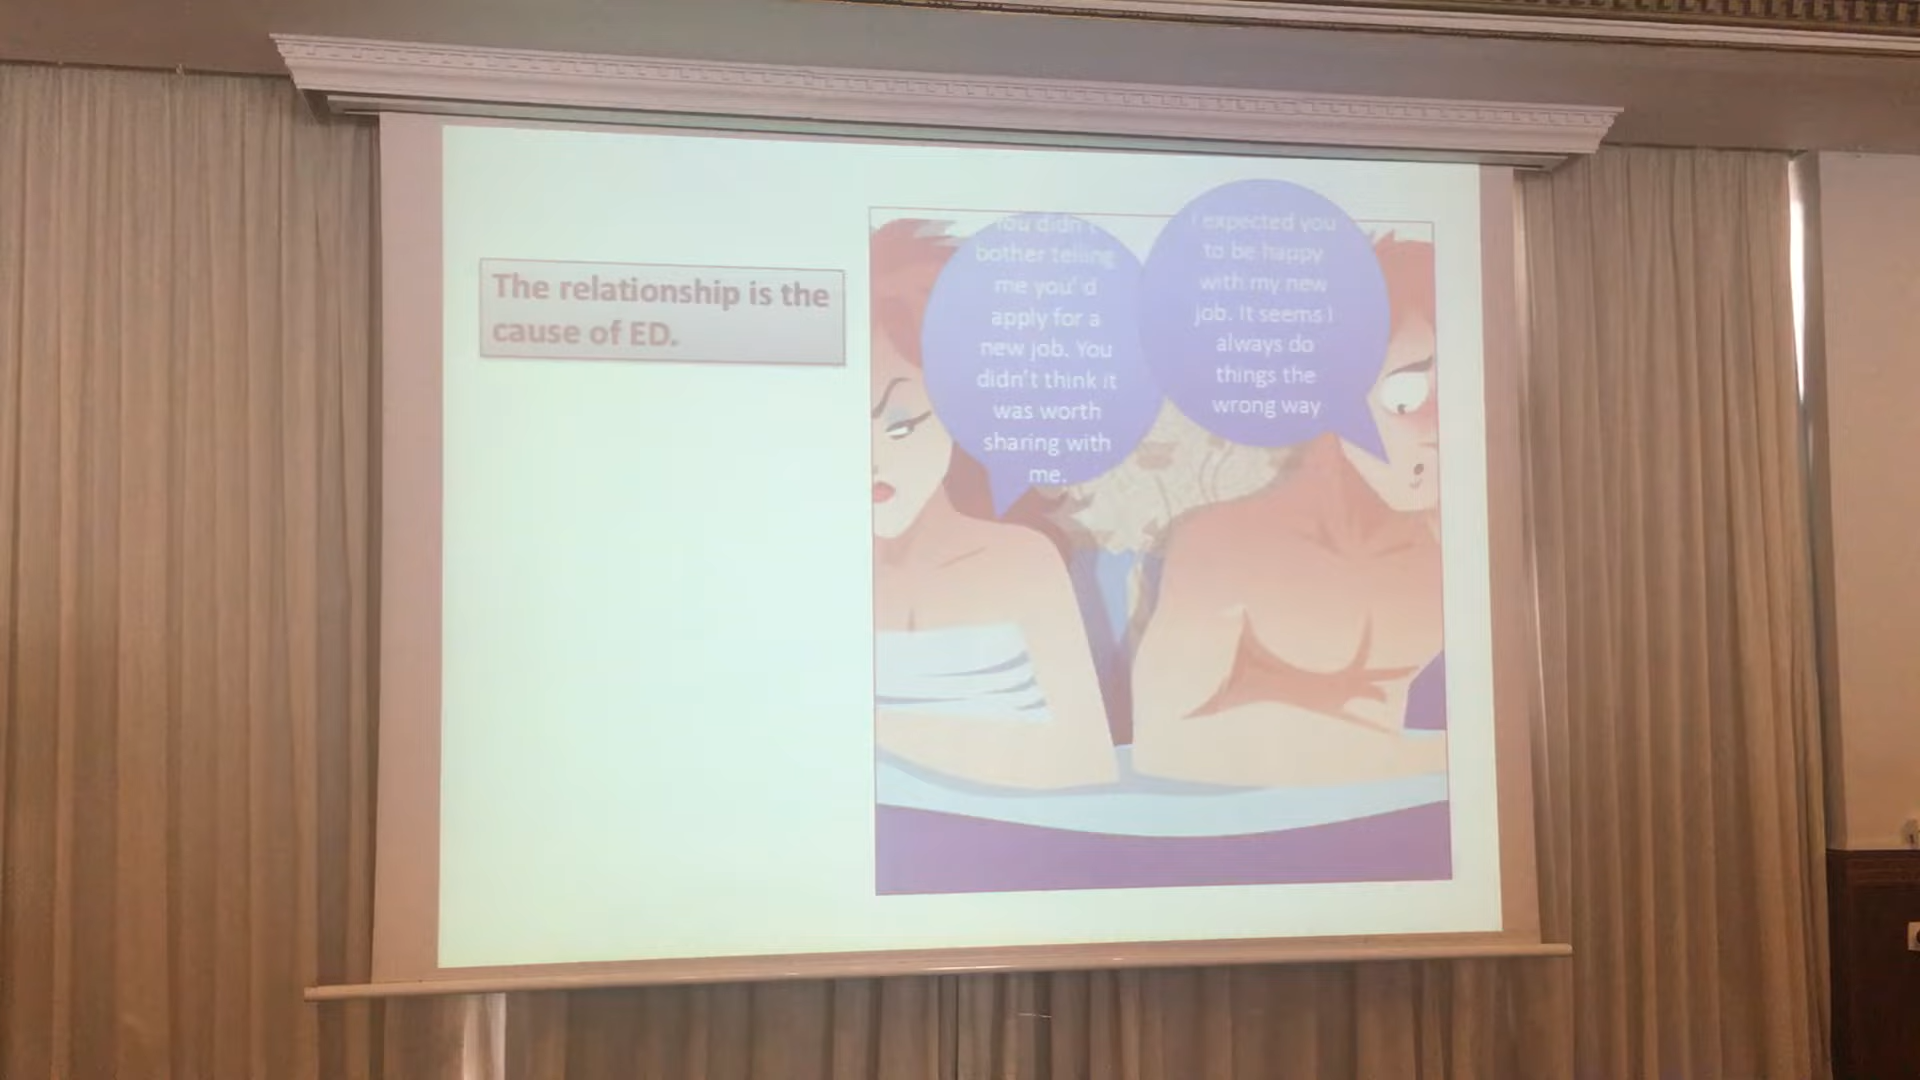 The relationship is the
cause of ED.
You didn't
bother telling
me you' d
apply for a
new job. You
didn't think it
was worth
sharing with
me.
I expected you
to be happy
with my new
job. It seems I
always do
things the
wrong way